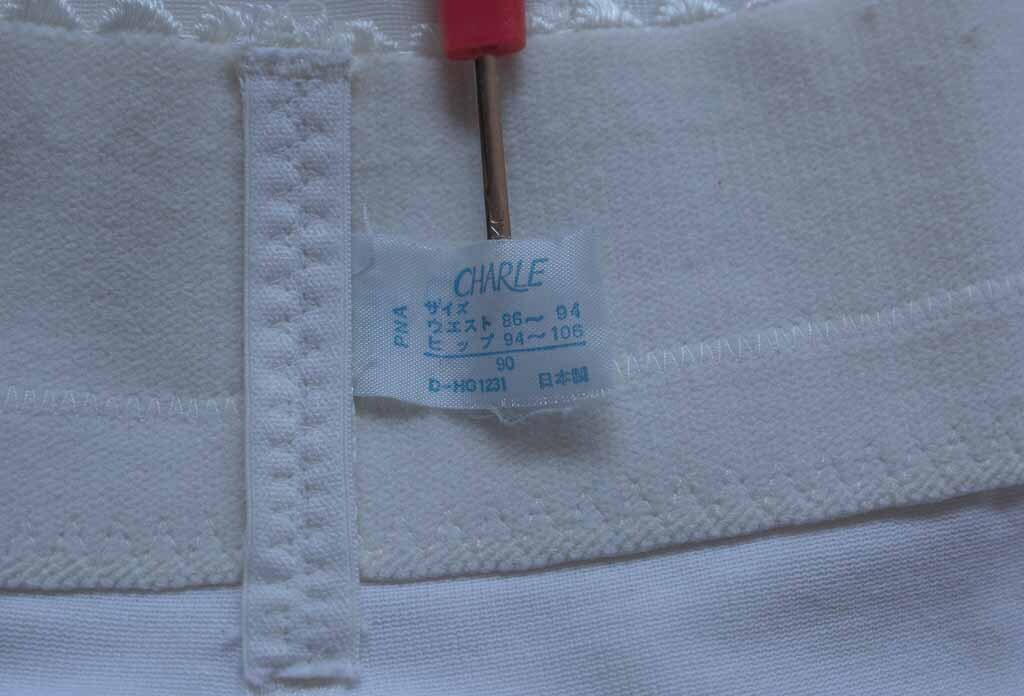 CHARLE
PNA
サイズ
ウエスト 86〜 94
ヒップ 94〜106
90
D-HG1231 日本製